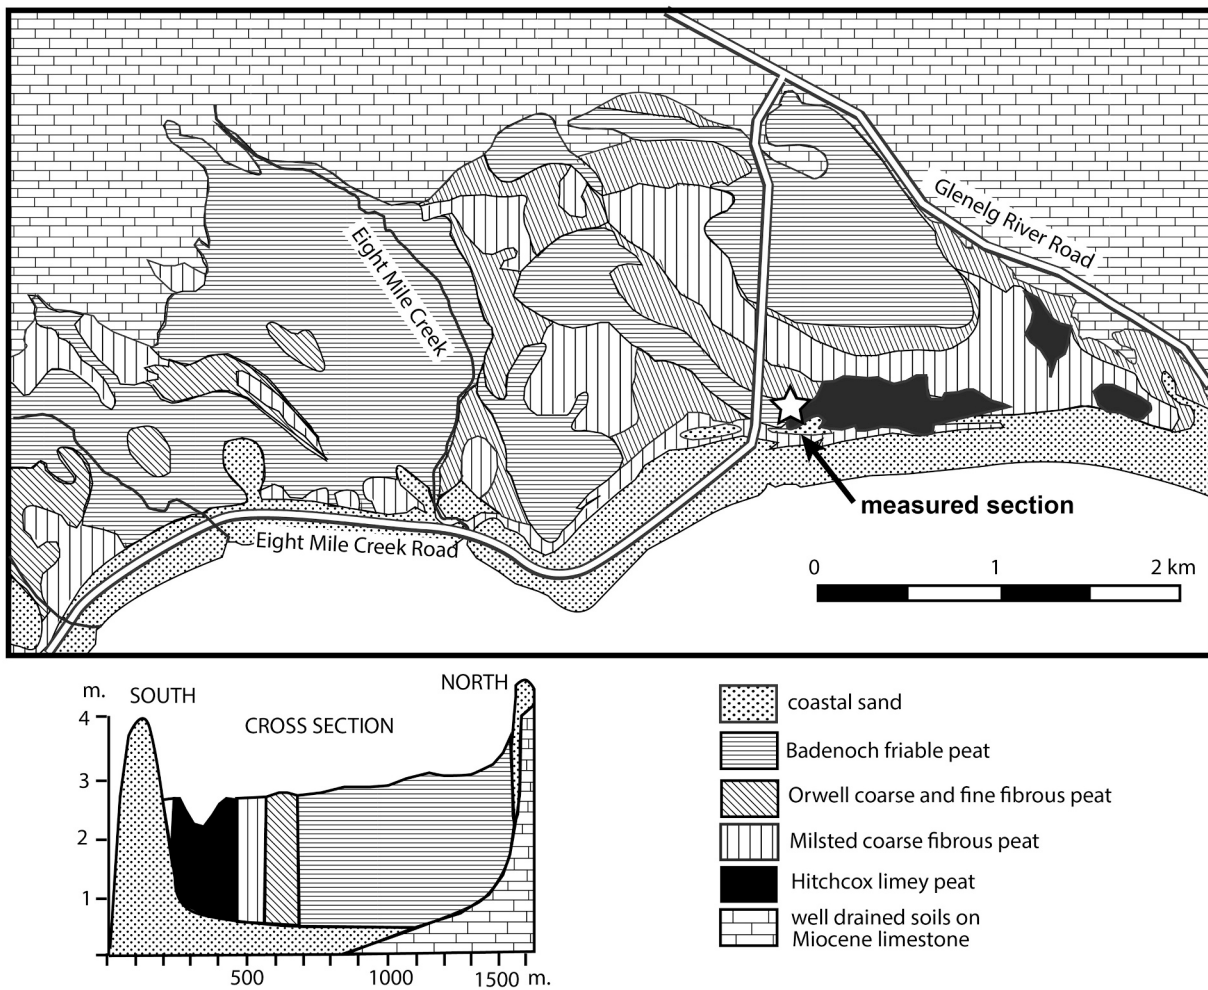 Glenelg River Road
Eight Mile Creek
measured section
Eight Mile Creek Road
0 1 2 km
m. SOUTH NORTH
CROSS SECTION
4
3
2
1
500 1000 1500 m.
coastal sand
Badenoch friable peat
Orwell coarse and fine fibrous peat
Milsted coarse fibrous peat
Hitchcox limey peat
well drained soils on
Miocene limestone